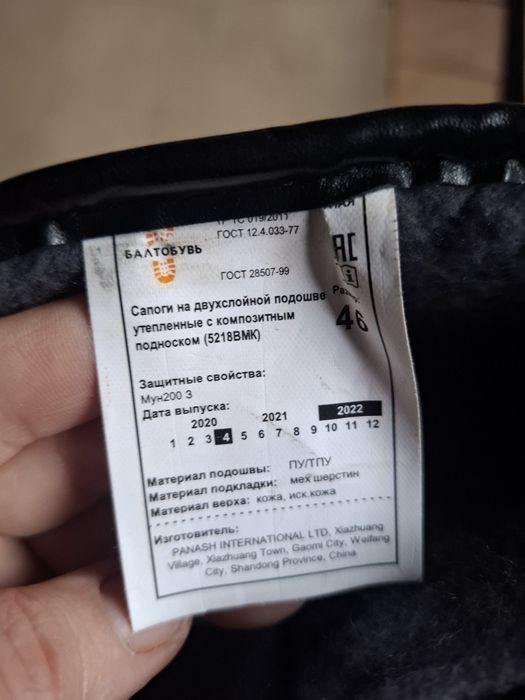 ТР ТС 019/2011
ГОСТ 12.4.033-77
БАЛТОБУВЬ
ГОСТ 28507-99
Сапоги на двухслойной подошве
утепленные с композитным
подноском (5218ВМК)
Размер:
46
Защитные свойства:
Мун200 З
Дата выпуска:
2020 2021 2022
1 2 3 4 5 6 7 8 9 10 11 12
Материал подошвы: ПУ/ТПУ
Материал подкладки: мех шерстин
Материал верха: кожа, иск.кожа
Изготовитель:
PANASH INTERNATIONAL LTD, Xiazhuang
Village, Xiazhuang Town, Gaomi City, Weifang
City, Shandong Province, China